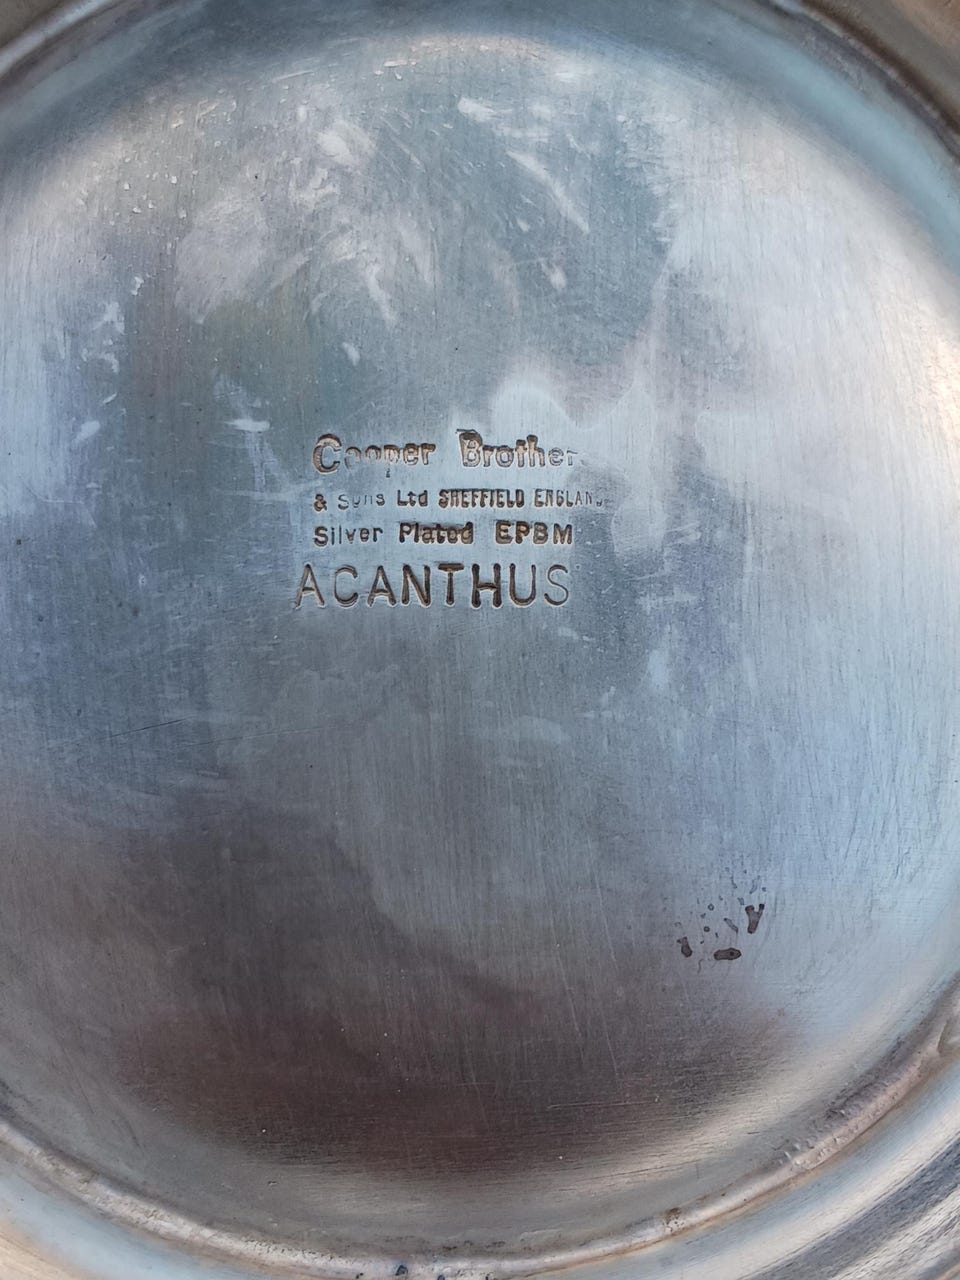 Cooper Brothers
& Sons Ltd SHEFFIELD ENGLAND
Silver Plated EPBM
ACANTHUS